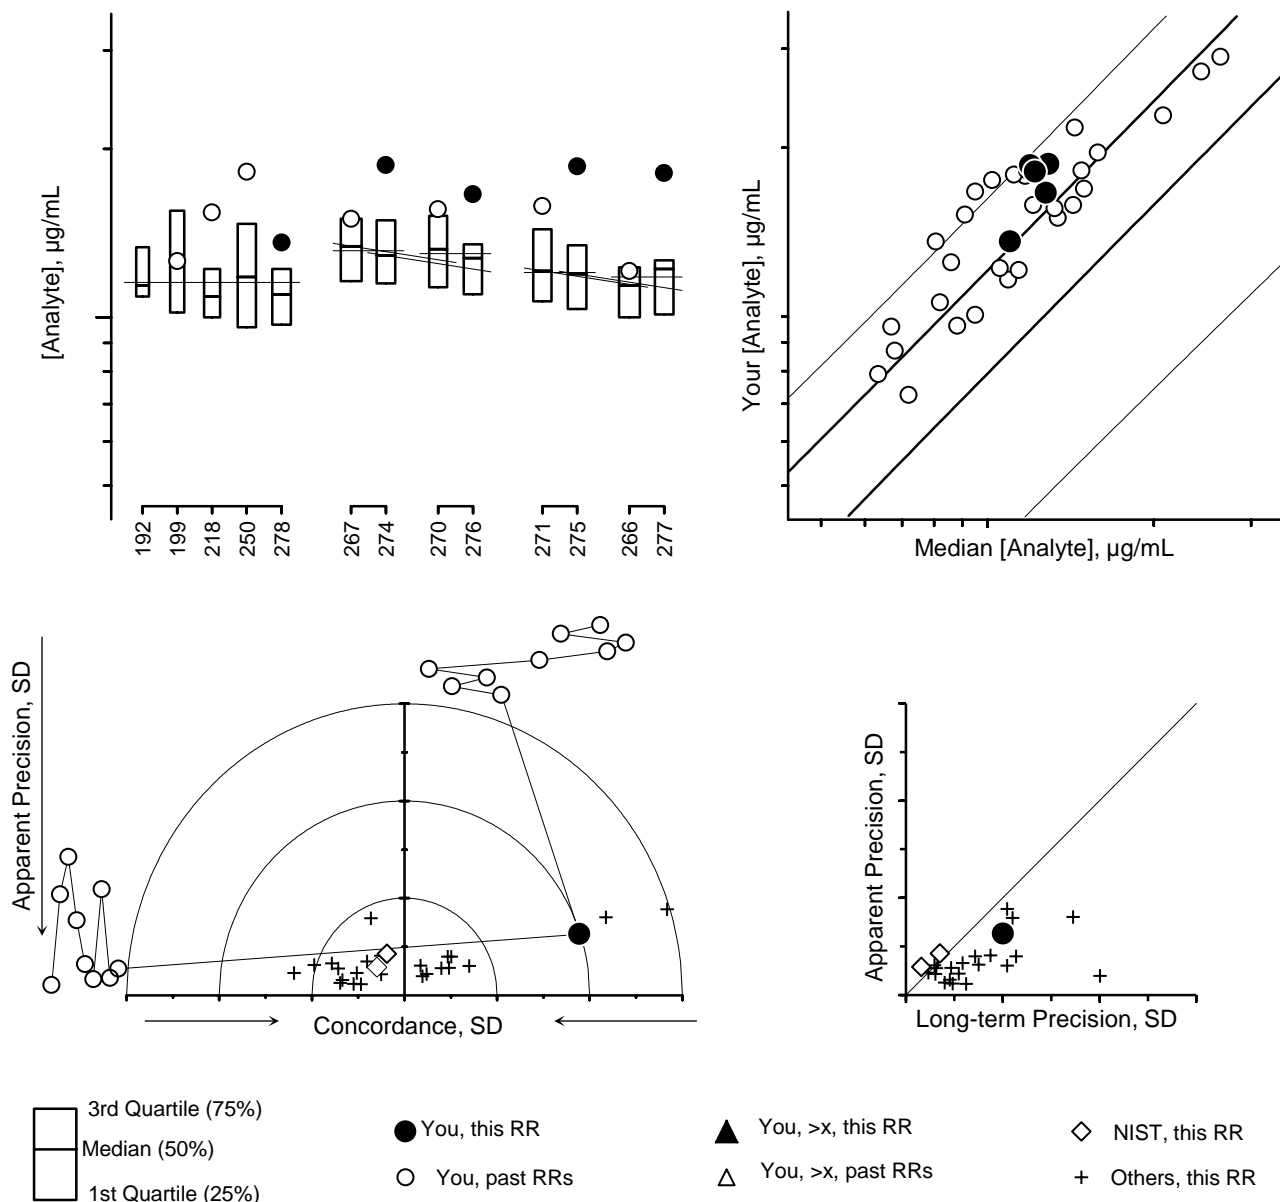 [Analyte], µg/mL
192
199
218
250
278
267
274
270
276
271
275
266
277
Your [Analyte], µg/mL
Median [Analyte], µg/mL
Apparent Precision, SD
Concordance, SD
Apparent Precision, SD
Long-term Precision, SD
3rd Quartile (75%)
Median (50%)
1st Quartile (25%)
You, this RR
You, past RRs
You, >x, this RR
You, >x, past RRs
NIST, this RR
Others, this RR